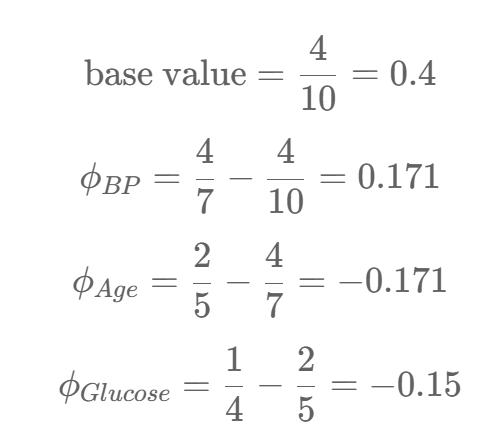 base value = 4/10 = 0.4
ϕ_BP = 4/7 − 4/10 = 0.171
ϕ_Age = 2/5 − 4/7 = −0.171
ϕ_Glucose = 1/4 − 2/5 = −0.15